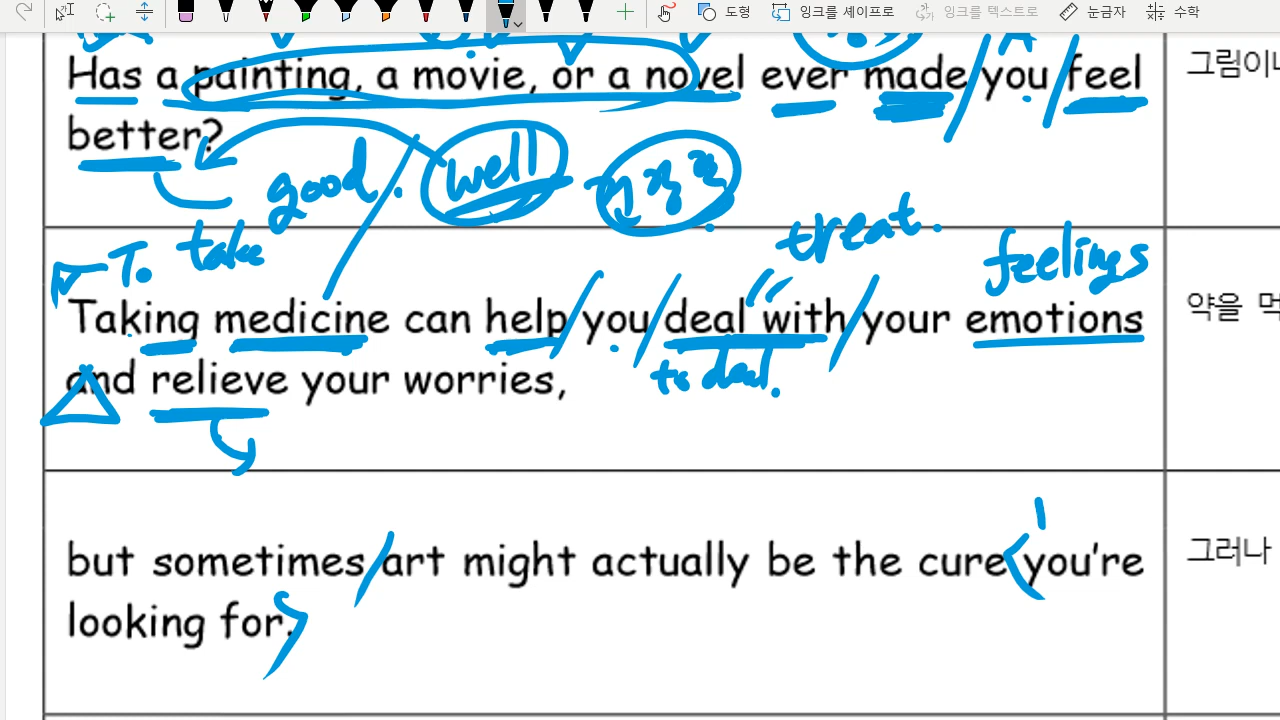 도형 잉크를 셰이프로 잉크를 텍스트로 눈금자 수학
Has a painting, a movie, or a novel ever made you feel
그림이
better?
good. well
take
To
treat.
feelings
Taking medicine can help you deal with your emotions
약을 먹
to deal.
and relieve your worries,
but sometimes art might actually be the cure you're
그러나
looking for.